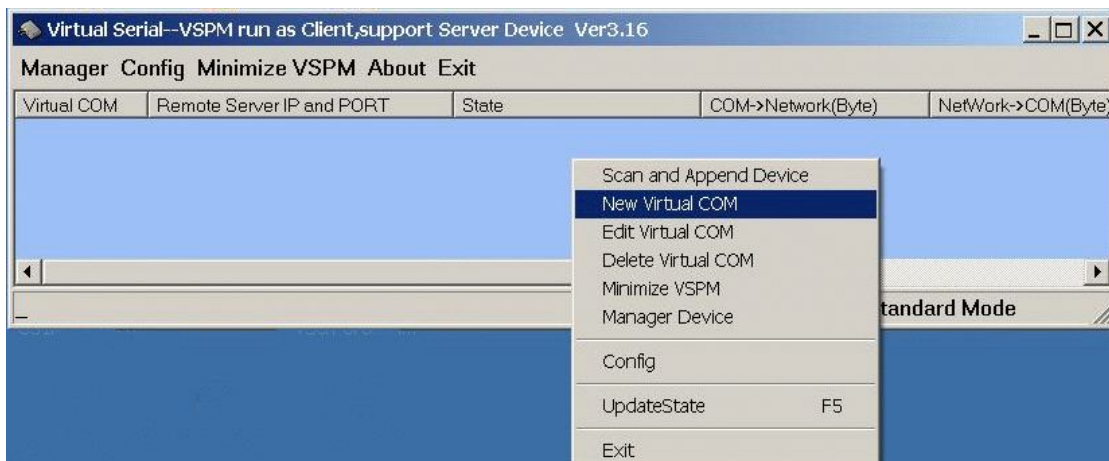 Virtual Serial--VSPM run as Client,support Server Device Ver3.16
Manager Config Minimize VSPM About Exit
Virtual COM Remote Server IP and PORT State COM->Network(Byte) NetWork->COM(Byte)
Scan and Append Device
New Virtual COM
Edit Virtual COM
Delete Virtual COM
Minimize VSPM
Manager Device
tandard Mode
Config
UpdateState F5
Exit